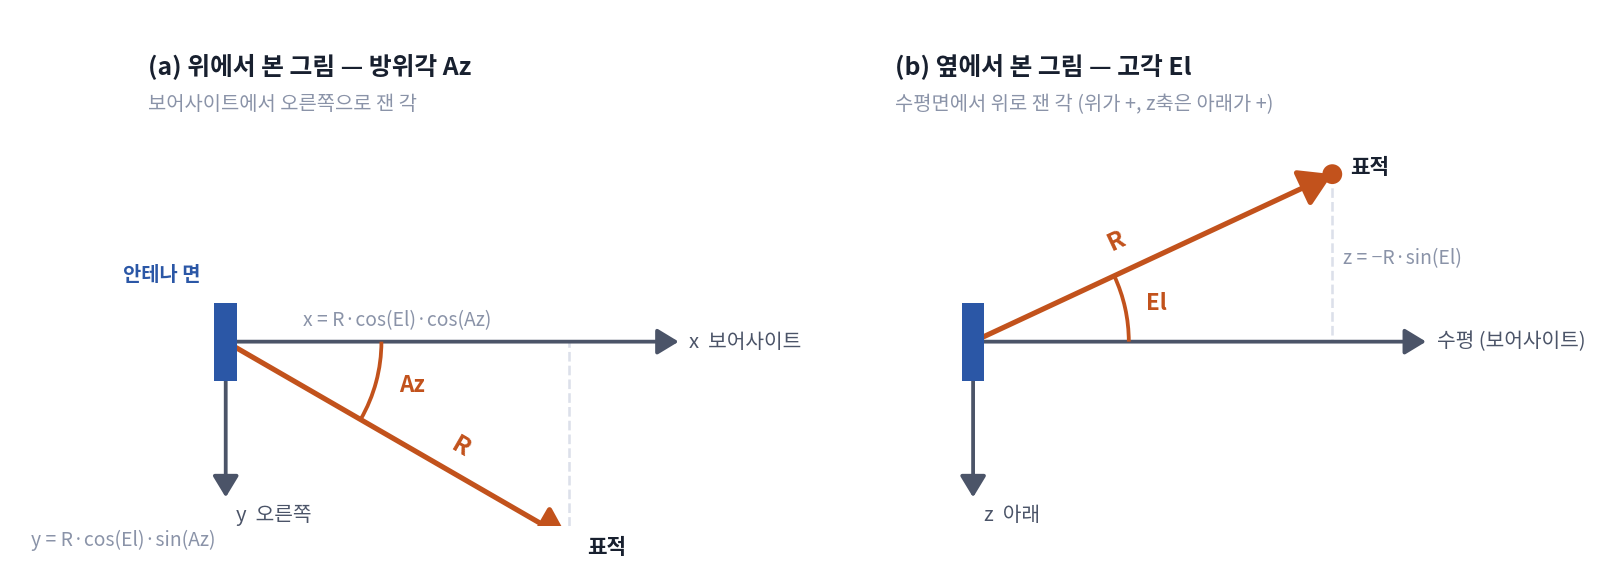 (a) 위에서 본 그림 — 방위각 Az
보어사이트에서 오른쪽으로 잰 각
안테나 면
x = R·cos(El)·cos(Az)
x 보어사이트
Az
R
y 오른쪽
y = R·cos(El)·sin(Az)
표적
(b) 옆에서 본 그림 — 고각 El
수평면에서 위로 잰 각 (위가 +, z축은 아래가 +)
표적
R
z = −R·sin(El)
El
수평 (보어사이트)
z 아래